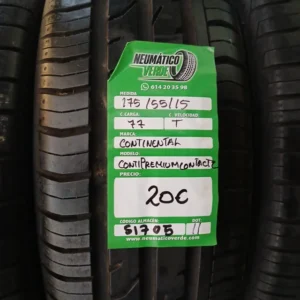 NEUMATICO
VERDE
614 20 35 98
MEDIDA:
175/55/15
C.CARGA: C. VELOCIDAD:
77 T
MARCA:
CONTINENTAL
MODELO:
CONTIPREMIUMCONTACT2
PRECIO:
20€
CODIGO ALMACEN: DOT
51705 11
www.neumaticoverde.com